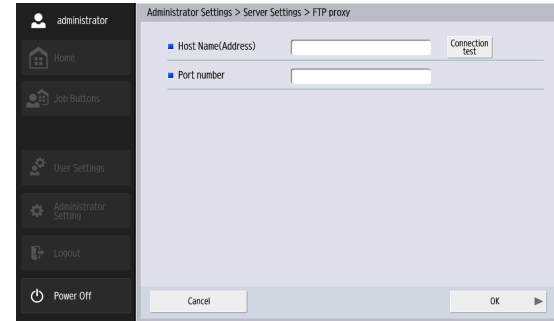 administrator
Home
Job Buttons
User Settings
Administrator
Setting
Logout
Power Off
Administrator Settings > Server Settings > FTP proxy
Host Name(Address)
Connection
test
Port number
Cancel
OK